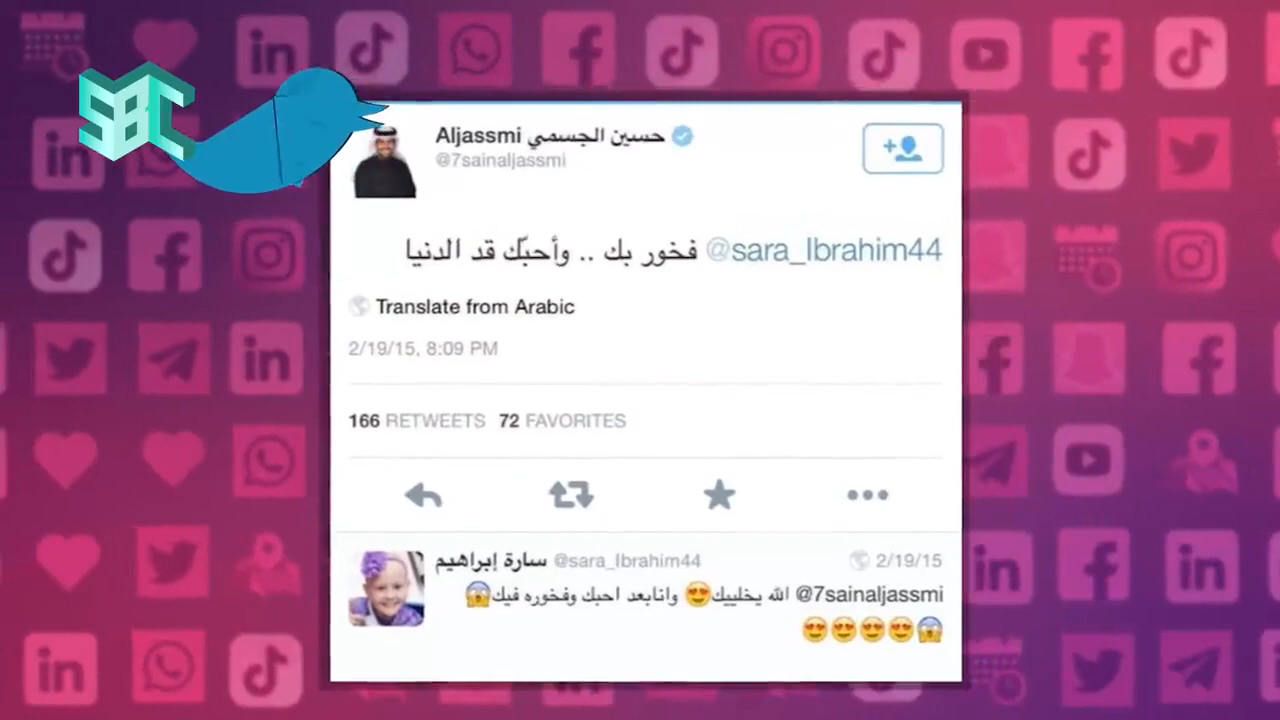 SBC
Aljassmi حسين الجسمي
@7sainaljassmi
@sara_Ibrahim44 فخور بك .. وأحبّك قد الدنيا
Translate from Arabic
2/19/15, 8:09 PM
166 RETWEETS 72 FAVORITES
سارة إبراهيم @sara_Ibrahim44 2/19/15
@7sainaljassmi الله يخلييك😍 وانابعد احبك وفخوره فيك😱
😱😍😍😍😍